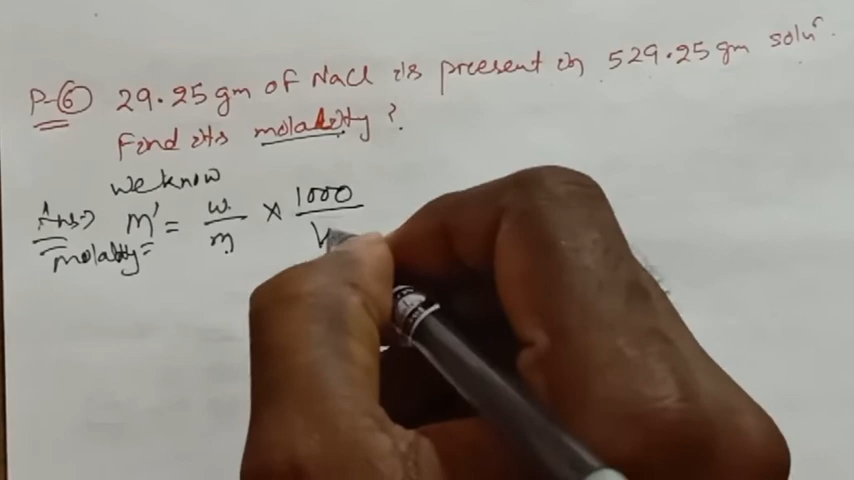 P-6 29.25 gm of NaCl is present in 529.25 gm solnᶜ.
Find its molality?
we know
Ans→ m' = w/m × 1000/W
molality=